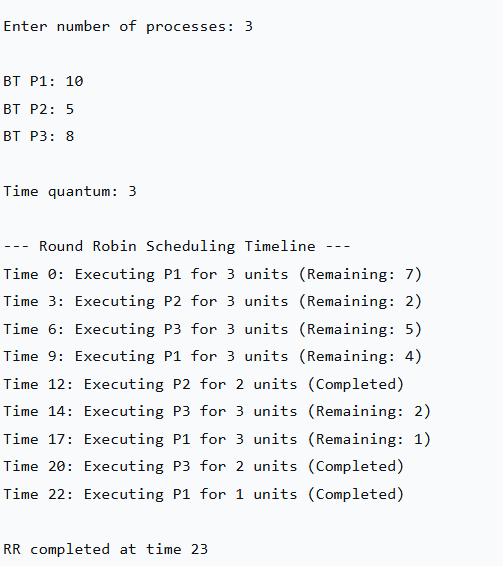 Enter number of processes: 3
BT P1: 10
BT P2: 5
BT P3: 8
Time quantum: 3
--- Round Robin Scheduling Timeline ---
Time 0: Executing P1 for 3 units (Remaining: 7)
Time 3: Executing P2 for 3 units (Remaining: 2)
Time 6: Executing P3 for 3 units (Remaining: 5)
Time 9: Executing P1 for 3 units (Remaining: 4)
Time 12: Executing P2 for 2 units (Completed)
Time 14: Executing P3 for 3 units (Remaining: 2)
Time 17: Executing P1 for 3 units (Remaining: 1)
Time 20: Executing P3 for 2 units (Completed)
Time 22: Executing P1 for 1 units (Completed)
RR completed at time 23